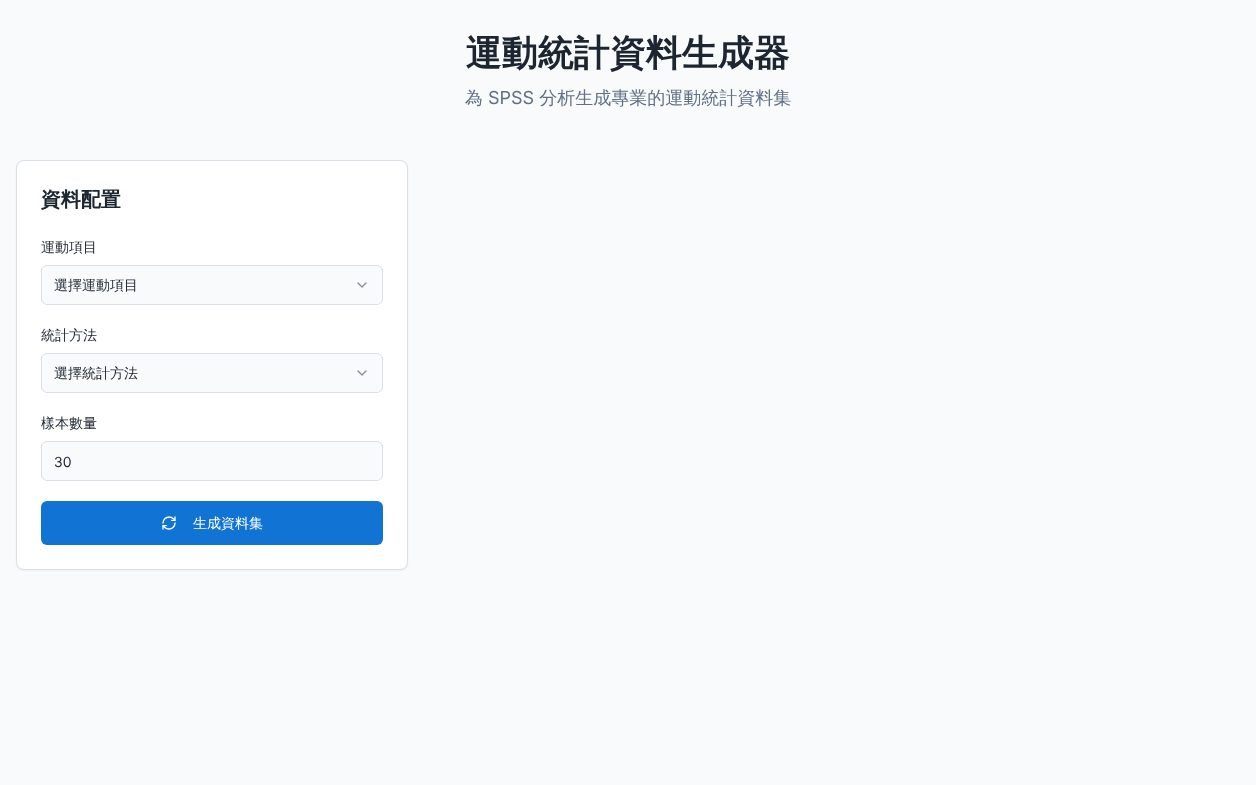 運動統計資料生成器
為 SPSS 分析生成專業的運動統計資料集
資料配置
運動項目
選擇運動項目
統計方法
選擇統計方法
樣本數量
30
生成資料集